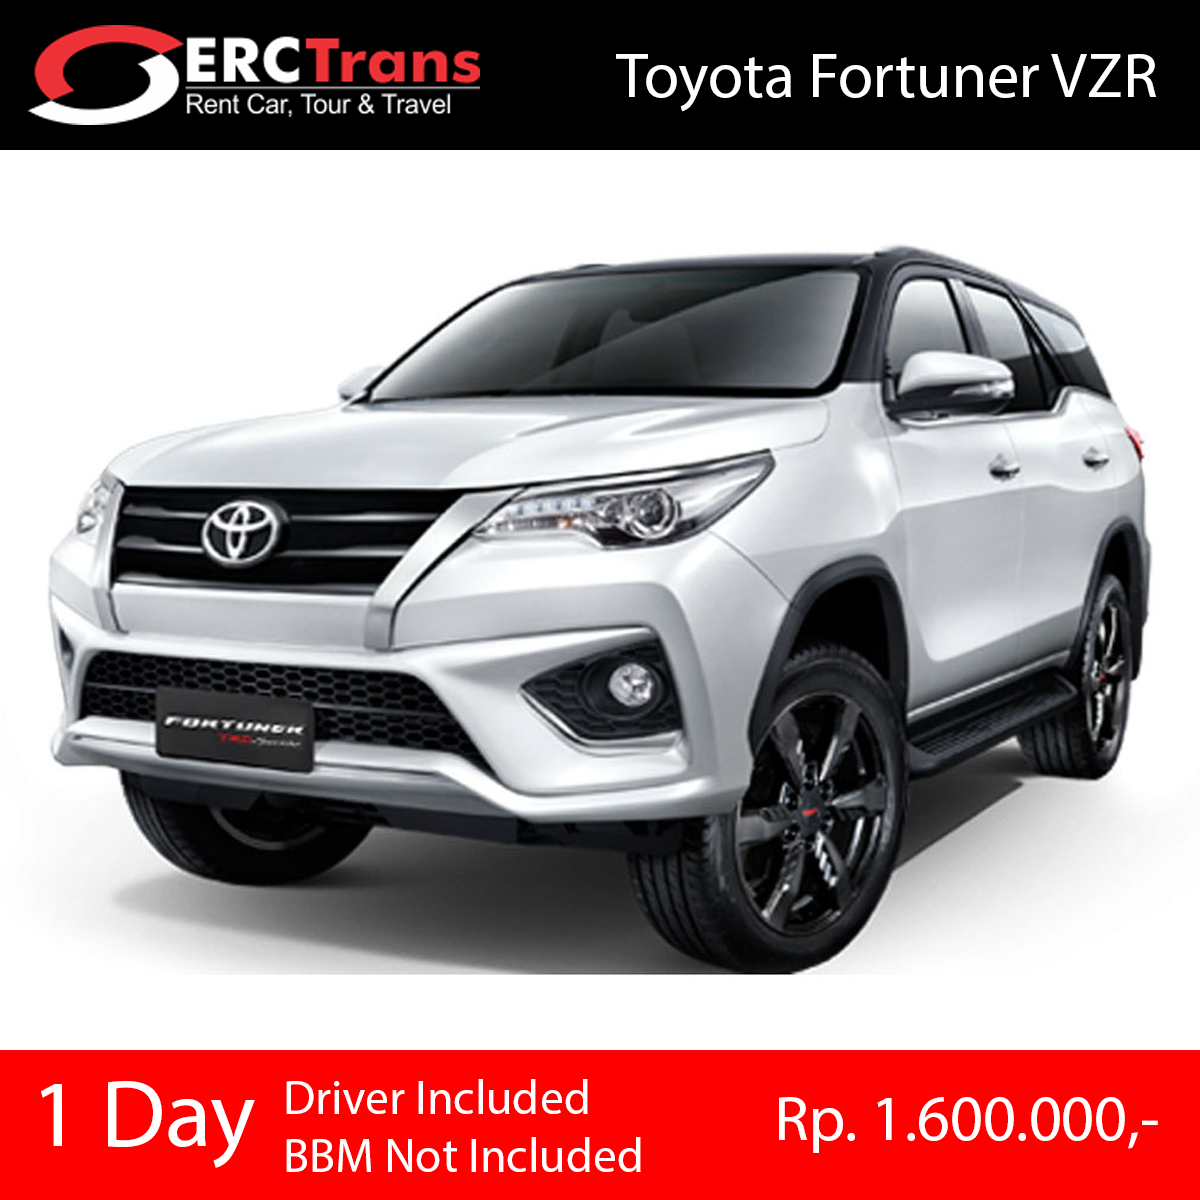 ERCTrans
Rent Car, Tour & Travel
Toyota Fortuner VZR
FORTUNER
TRD
1 Day
Driver Included
BBM Not Included
Rp. 1.600.000,-